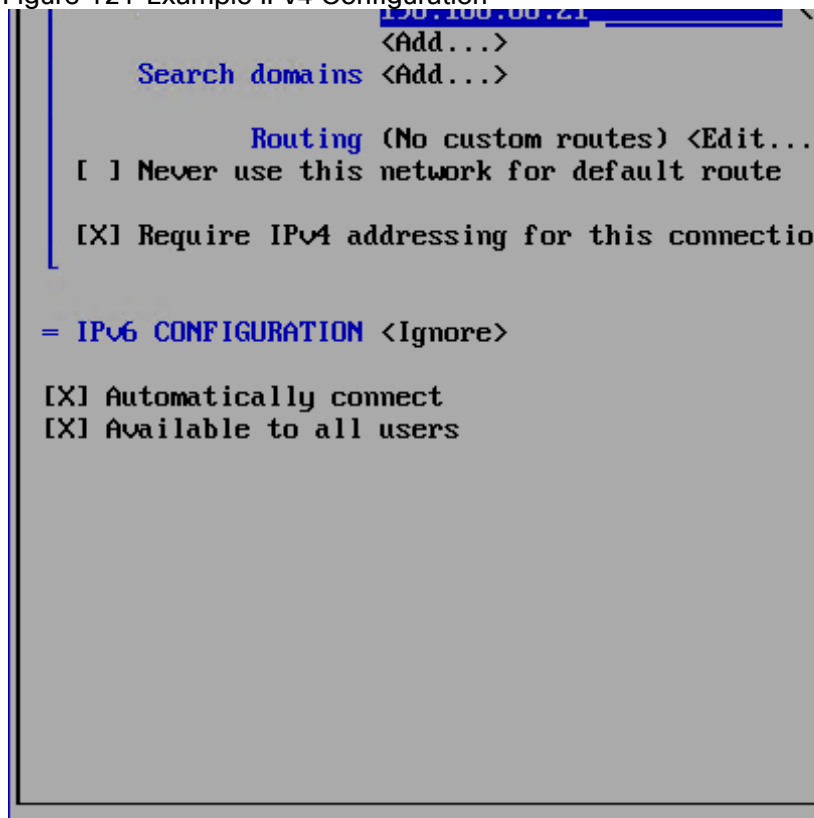 Figure 121 Example IPv4 Configuration
<Add...>
Search domains <Add...>
Routing (No custom routes) <Edit...
[ ] Never use this network for default route
[X] Require IPv4 addressing for this connectio
= IPv6 CONFIGURATION <Ignore>
[X] Automatically connect
[X] Available to all users